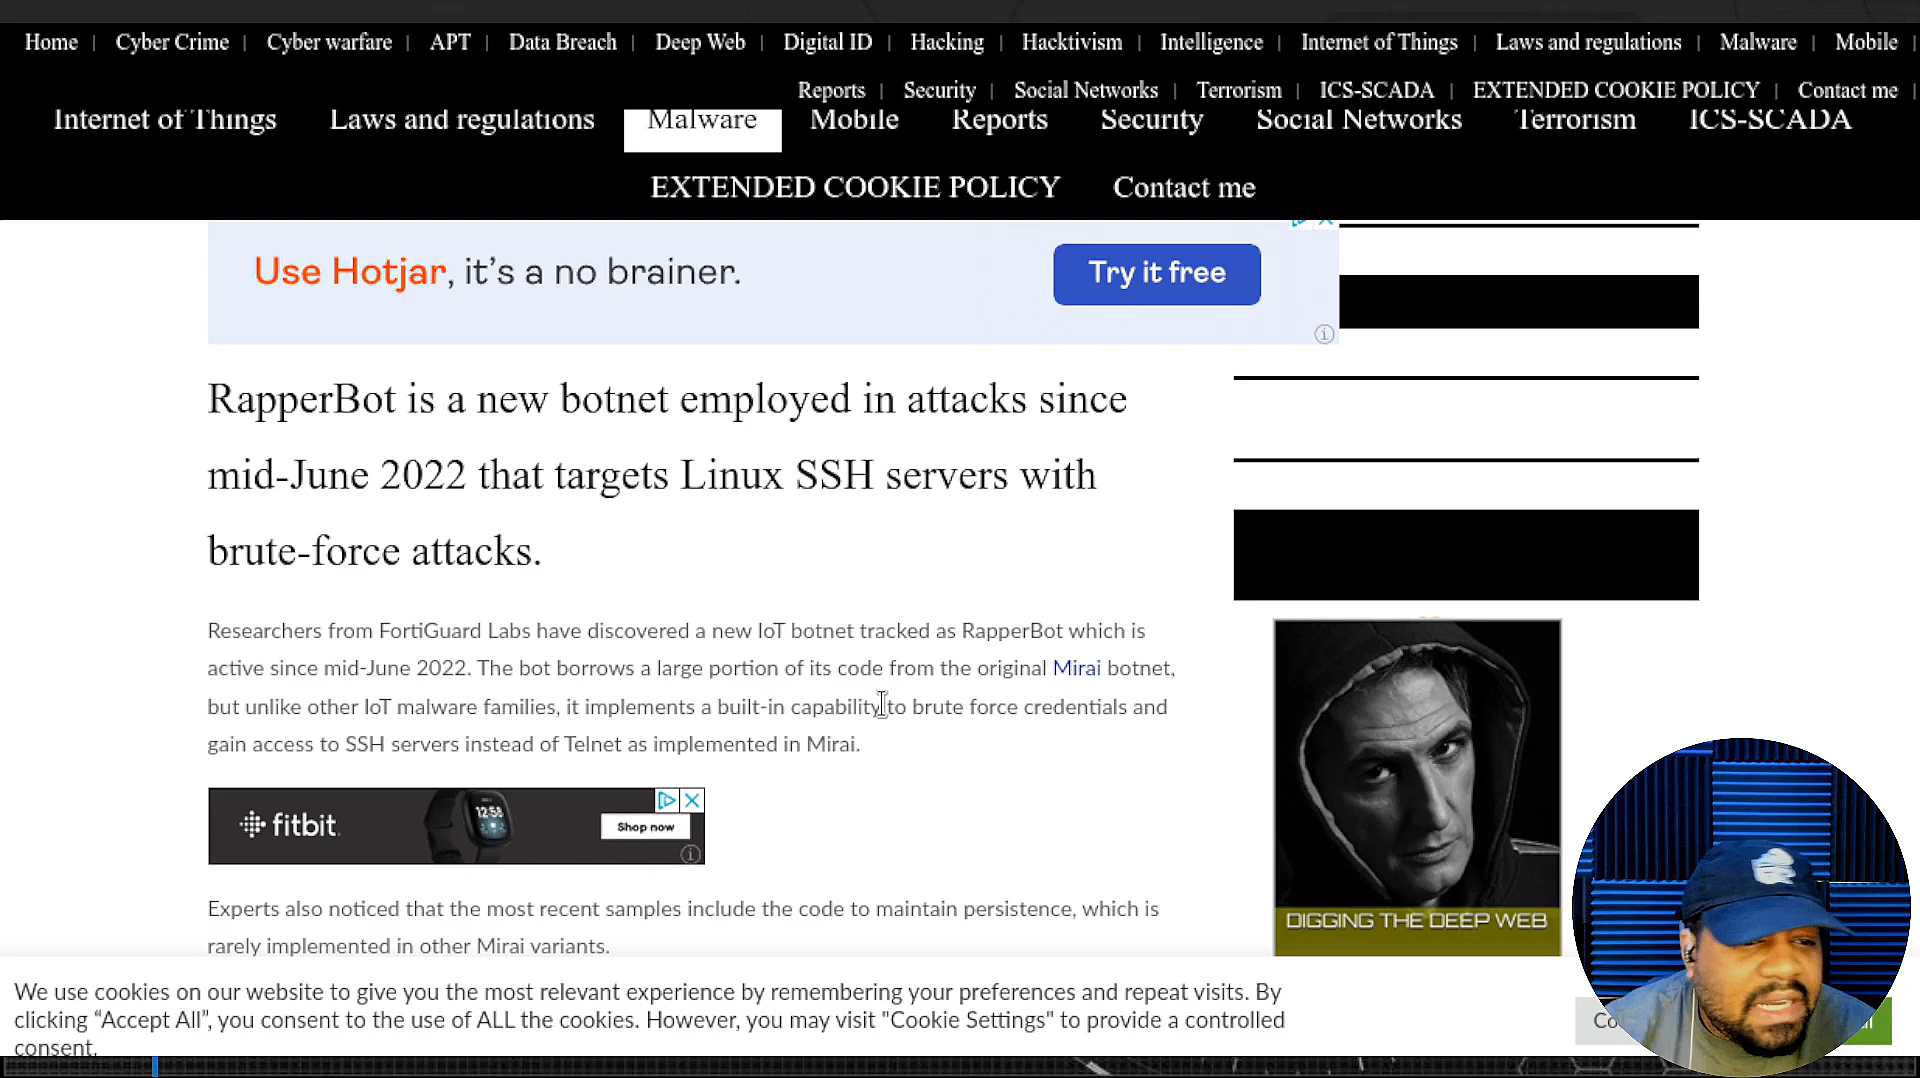 Home | Cyber Crime | Cyber warfare | APT | Data Breach | Deep Web | Digital ID | Hacking | Hacktivism | Intelligence | Internet of Things | Laws and regulations | Malware | Mobile |
Reports | Security | Social Networks | Terrorism | ICS-SCADA | EXTENDED COOKIE POLICY | Contact me |
Internet of Things Laws and regulations Malware Mobile Reports Security Social Networks Terrorism ICS-SCADA
EXTENDED COOKIE POLICY Contact me
Use Hotjar, it's a no brainer.
Try it free
RapperBot is a new botnet employed in attacks since
mid-June 2022 that targets Linux SSH servers with
brute-force attacks.
Researchers from FortiGuard Labs have discovered a new IoT botnet tracked as RapperBot which is
active since mid-June 2022. The bot borrows a large portion of its code from the original Mirai botnet,
but unlike other IoT malware families, it implements a built-in capability to brute force credentials and
gain access to SSH servers instead of Telnet as implemented in Mirai.
fitbit.
12:58
Shop now
Experts also noticed that the most recent samples include the code to maintain persistence, which is
rarely implemented in other Mirai variants.
DIGGING THE DEEP WEB
We use cookies on our website to give you the most relevant experience by remembering your preferences and repeat visits. By
clicking “Accept All”, you consent to the use of ALL the cookies. However, you may visit "Cookie Settings" to provide a controlled
consent.